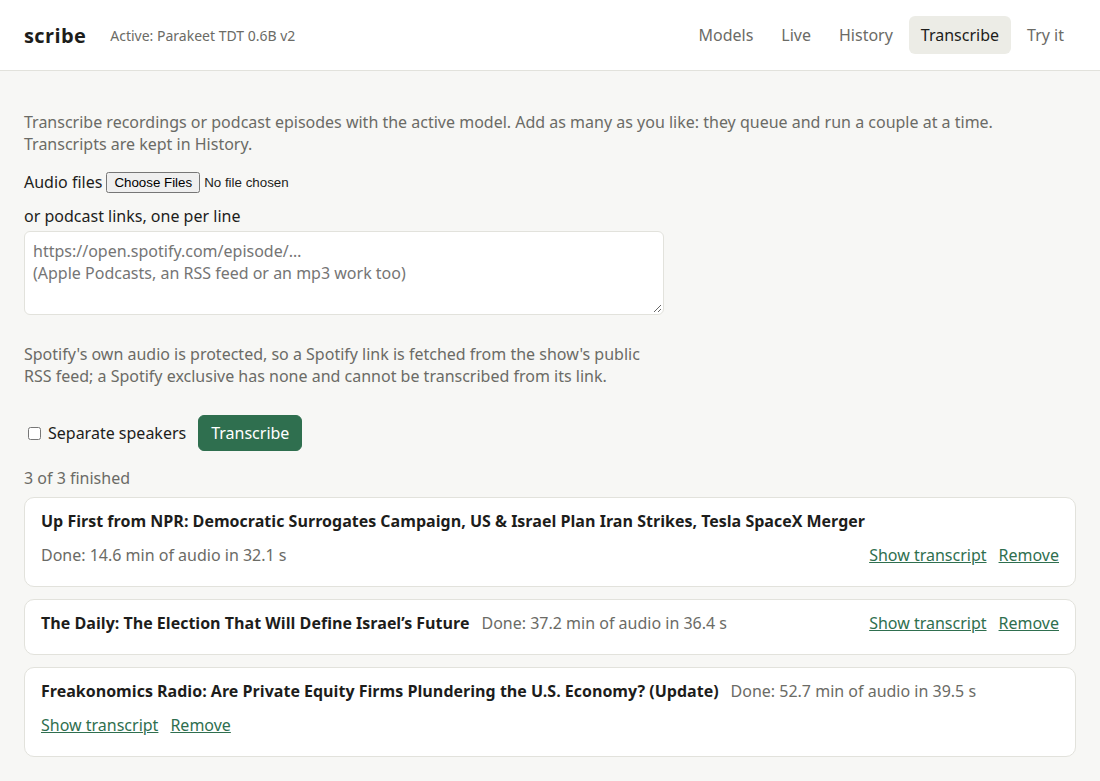 scribe
Active: Parakeet TDT 0.6B v2
Models
Live
History
Transcribe
Try it
Transcribe recordings or podcast episodes with the active model. Add as many as you like: they queue and run a couple at a time.
Transcripts are kept in History.
Audio files Choose Files No file chosen
or podcast links, one per line
https://open.spotify.com/episode/...
(Apple Podcasts, an RSS feed or an mp3 work too)
Spotify's own audio is protected, so a Spotify link is fetched from the show's public
RSS feed; a Spotify exclusive has none and cannot be transcribed from its link.
Separate speakers Transcribe
3 of 3 finished
Up First from NPR: Democratic Surrogates Campaign, US & Israel Plan Iran Strikes, Tesla SpaceX Merger
Done: 14.6 min of audio in 32.1 s Show transcript Remove
The Daily: The Election That Will Define Israel’s Future Done: 37.2 min of audio in 36.4 s Show transcript Remove
Freakonomics Radio: Are Private Equity Firms Plundering the U.S. Economy? (Update) Done: 52.7 min of audio in 39.5 s
Show transcript Remove